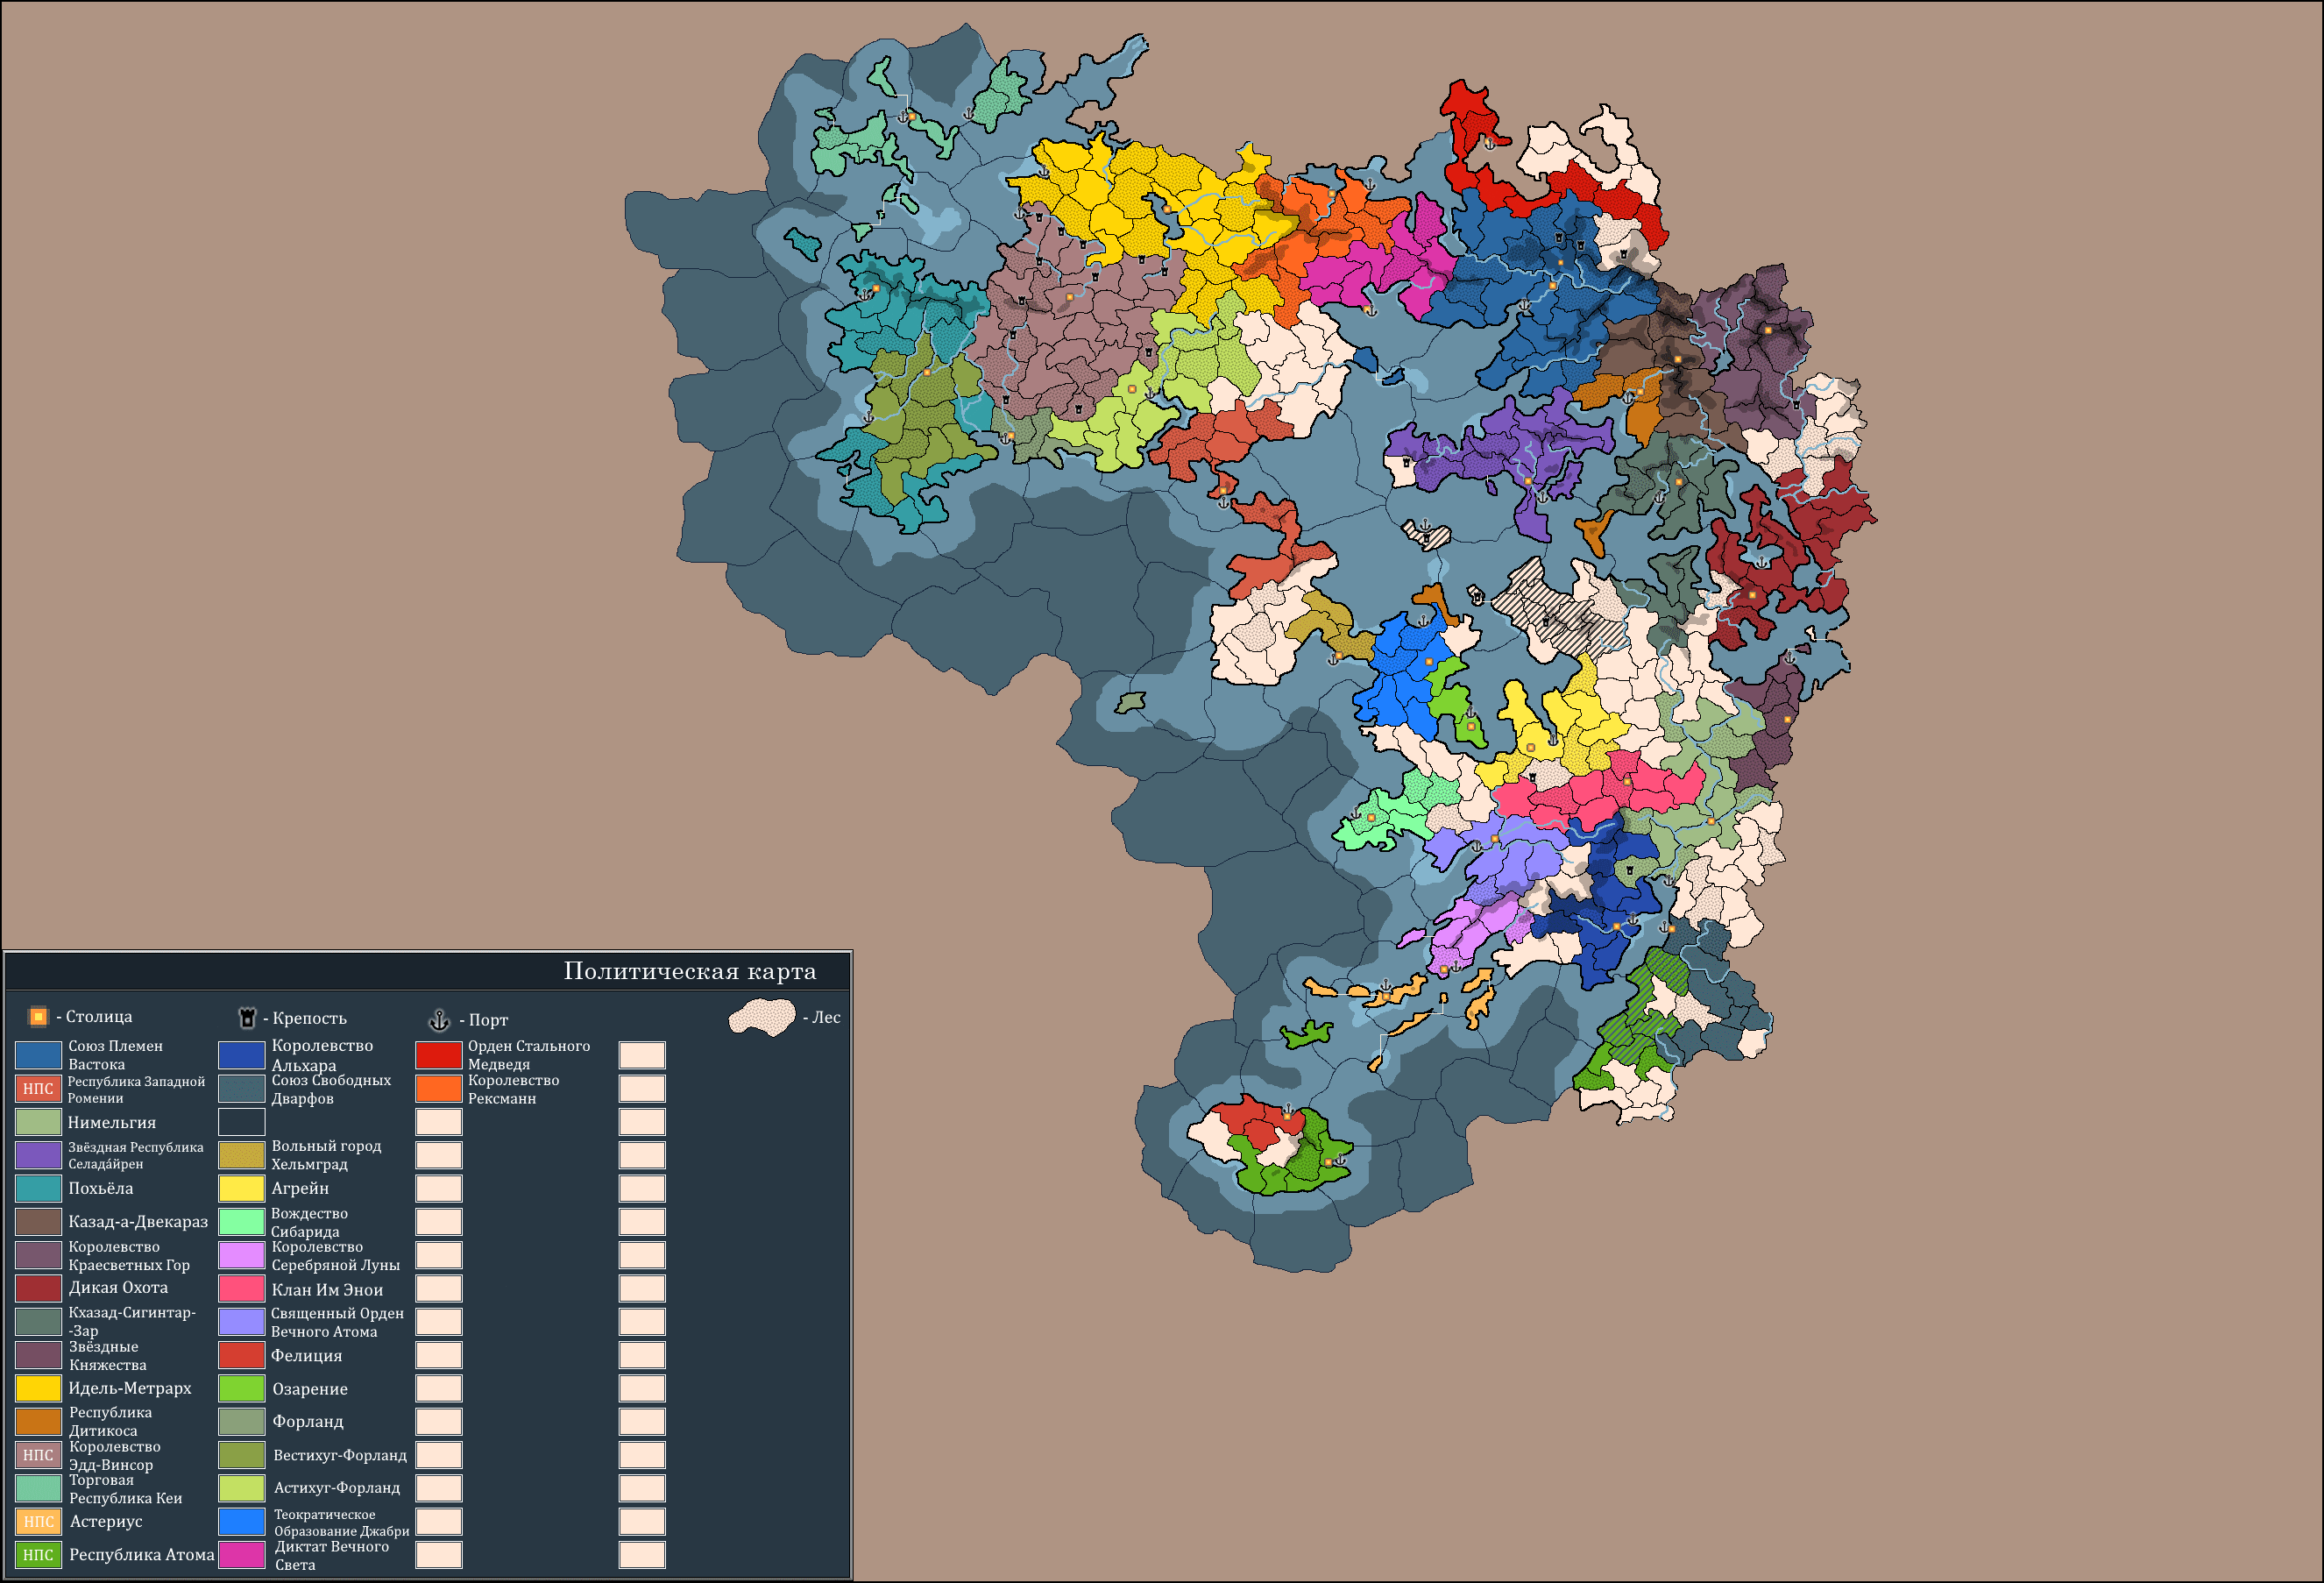 Политическая карта
- Столица
- Крепость
- Порт
- Лес
Союз Племен
Вастока
НПС
Республика Западной
Ромении
Нимельгия
Звёздная Республика
Селадáйрен
Похьёла
Казад-а-Двекараз
Королевство
Краесветных Гор
Дикая Охота
Кхазад-Сигинтар-
-Зар
Звёздные
Княжества
Идель-Метрарх
Республика
Дитикоса
НПС
Королевство
Эдд-Винсор
Торговая
Республика Кеи
НПС
Астериус
НПС
Республика Атома
Королевство
Альхара
Союз Свободных
Дварфов
Вольный город
Хельмград
Агрейн
Вождество
Сибарида
Королевство
Серебряной Луны
Клан Им Энои
Священный Орден
Вечного Атома
Фелиция
Озарение
Форланд
Вестихуг-Форланд
Астихуг-Форланд
Теократическое
Образование Джабри
Диктат Вечного
Света
Орден Стального
Медведя
Королевство
Рексманн